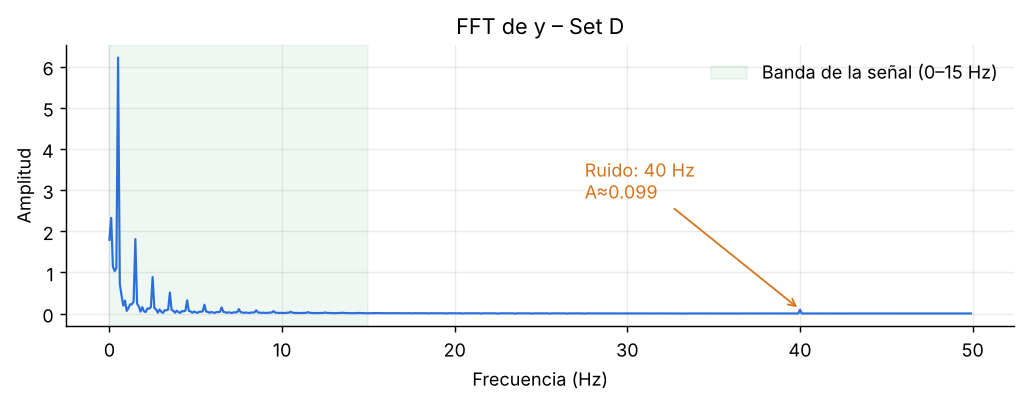 FFT de y – Set D
Banda de la señal (0–15 Hz)
Ruido: 40 Hz
A≈0.099
Amplitud
6
5
4
3
2
1
0
0 10 20 30 40 50
Frecuencia (Hz)